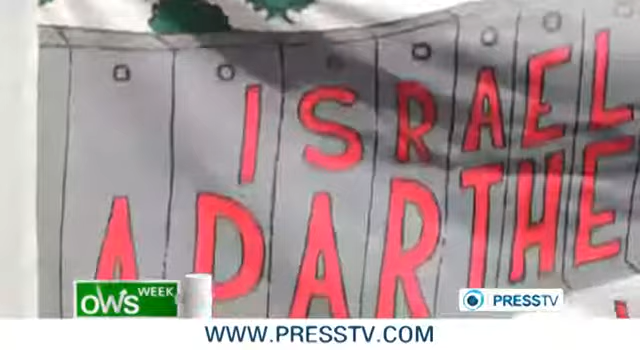 ISRAEL
APARTHE
OWS WEEK
PRESSTV
WWW.PRESSTV.COM